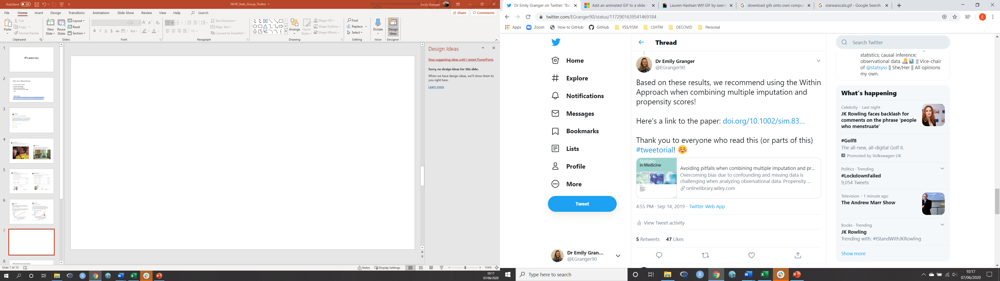 AutoSave Off
NIHR_Stats_Group_Twitter
Emily Granger
File Home Insert Design Transitions Animations Slide Show Review View Help Search
Share Comments
Paste
Cut
Copy
Format Painter
Clipboard
New Slide
Reuse Slides
Layout
Reset
Section
Slides
28
Font
Text Direction
Align Text
Convert to SmartArt
Paragraph
Arrange
Quick Styles
Shape Fill
Shape Outline
Shape Effects
Drawing
Find
Replace
Select
Editing
Dictate
Voice
Design Ideas
Designer
1
#Tweetorials
2
Why do a #tweetorial
3
4
5
6
7
8
#Tweetorial examples
Design Ideas
Stop suggesting ideas until I restart PowerPoint.
Sorry, no design ideas for this slide.
When we have design ideas, we'll show them to
you right here.
Learn more
Slide 7 of 10
Notes Display Settings 104%
10:17
07/06/2020
Dr Emily Granger on Twitter: "Bas
Add an animated GIF to a slide -
Lauren Hashian Wtf GIF by swerk
download gifs onto own comput
starwarscats.gif - Google Search
twitter.com/EGranger90/status/1172901639541469184
NP
E
Apps Zoom How to GitHub GitHub YSS/YSM LSHTM DECOVID Personal
Home
Explore
Notifications
Messages
Bookmarks
Lists
Profile
More
Tweet
Dr Emily Gran...
@EGranger90
Thread
Dr Emily Granger
@EGranger90
Based on these results, we recommend using the Within
Approach when combining multiple imputation and
propensity scores!
Here's a link to the paper: doi.org/10.1002/sim.83...
Thank you to everyone who read this (or parts of this)
#tweetorial! ☺️
Statistics
in Medicine
Avoiding pitfalls when combining multiple imputation and pr...
Overcoming bias due to confounding and missing data is
challenging when analyzing observational data. Propensity ...
onlinelibrary.wiley.com
4:55 PM · Sep 14, 2019 · Twitter Web App
View Tweet activity
5 Retweets 47 Likes
Search Twitter
statistics; causal inference;
observational data 👩‍💻📊 || Vice-chair
of @statsyss || She/Her || All opinions
my own.
What's happening
Celebrity · Last night
JK Rowling faces backlash for
comments on the phrase 'people
who menstruate'
#Golf8
The all-new, all-digital Golf 8.
Promoted by Volkswagen UK
Politics · Trending
#LockdownFailed
9,054 Tweets
Television · 1 minute ago
The Andrew Marr Show
Books · Trending
JK Rowling
Trending with: #IStandWithJKRowling
Show more
Type here to search
10:17
07/06/2020